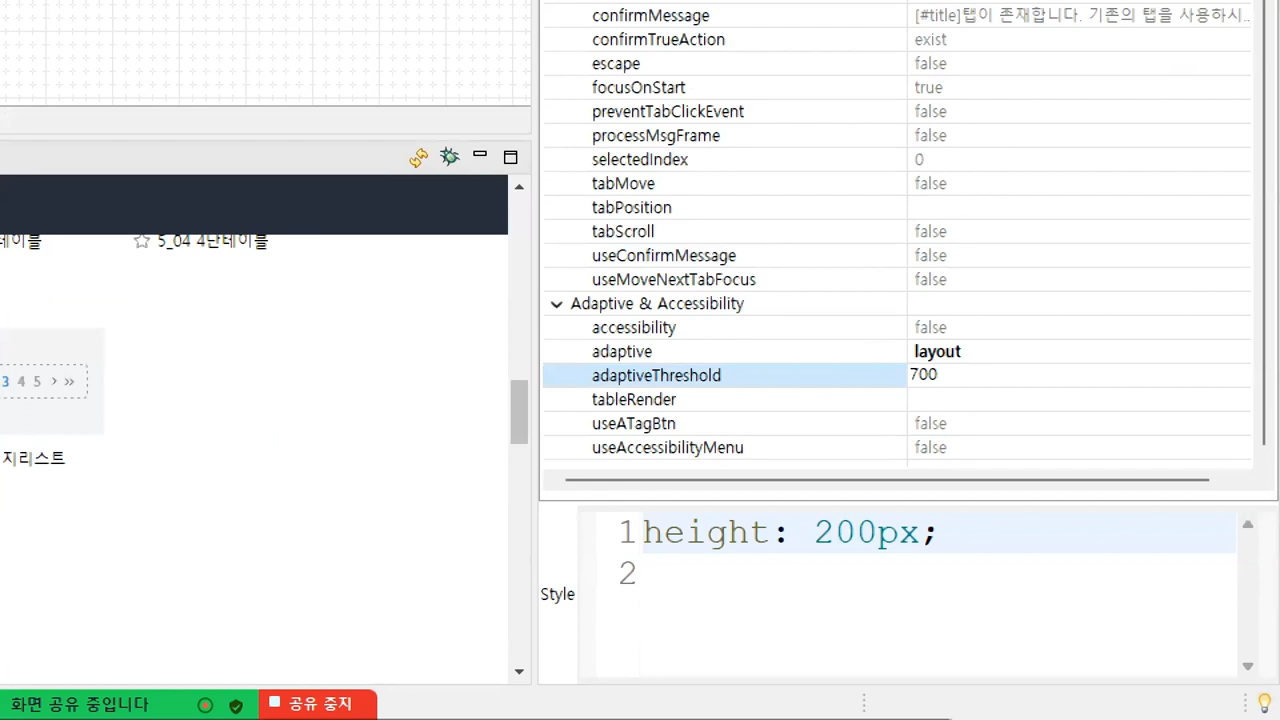 confirmMessage [#title]탭이 존재합니다. 기존의 탭을 사용하시..
confirmTrueAction exist
escape false
focusOnStart true
preventTabClickEvent false
processMsgFrame false
selectedIndex 0
tabMove false
tabPosition
tabScroll false
useConfirmMessage false
useMoveNextTabFocus false
Adaptive & Accessibility
accessibility false
adaptive layout
adaptiveThreshold 700
tableRender
useATagBtn false
useAccessibilityMenu false
테이블 ☆ 5_04 4단테이블
3 4 5 > »
지리스트
1 height: 200px;
2
Style
화면 공유 중입니다 공유 중지